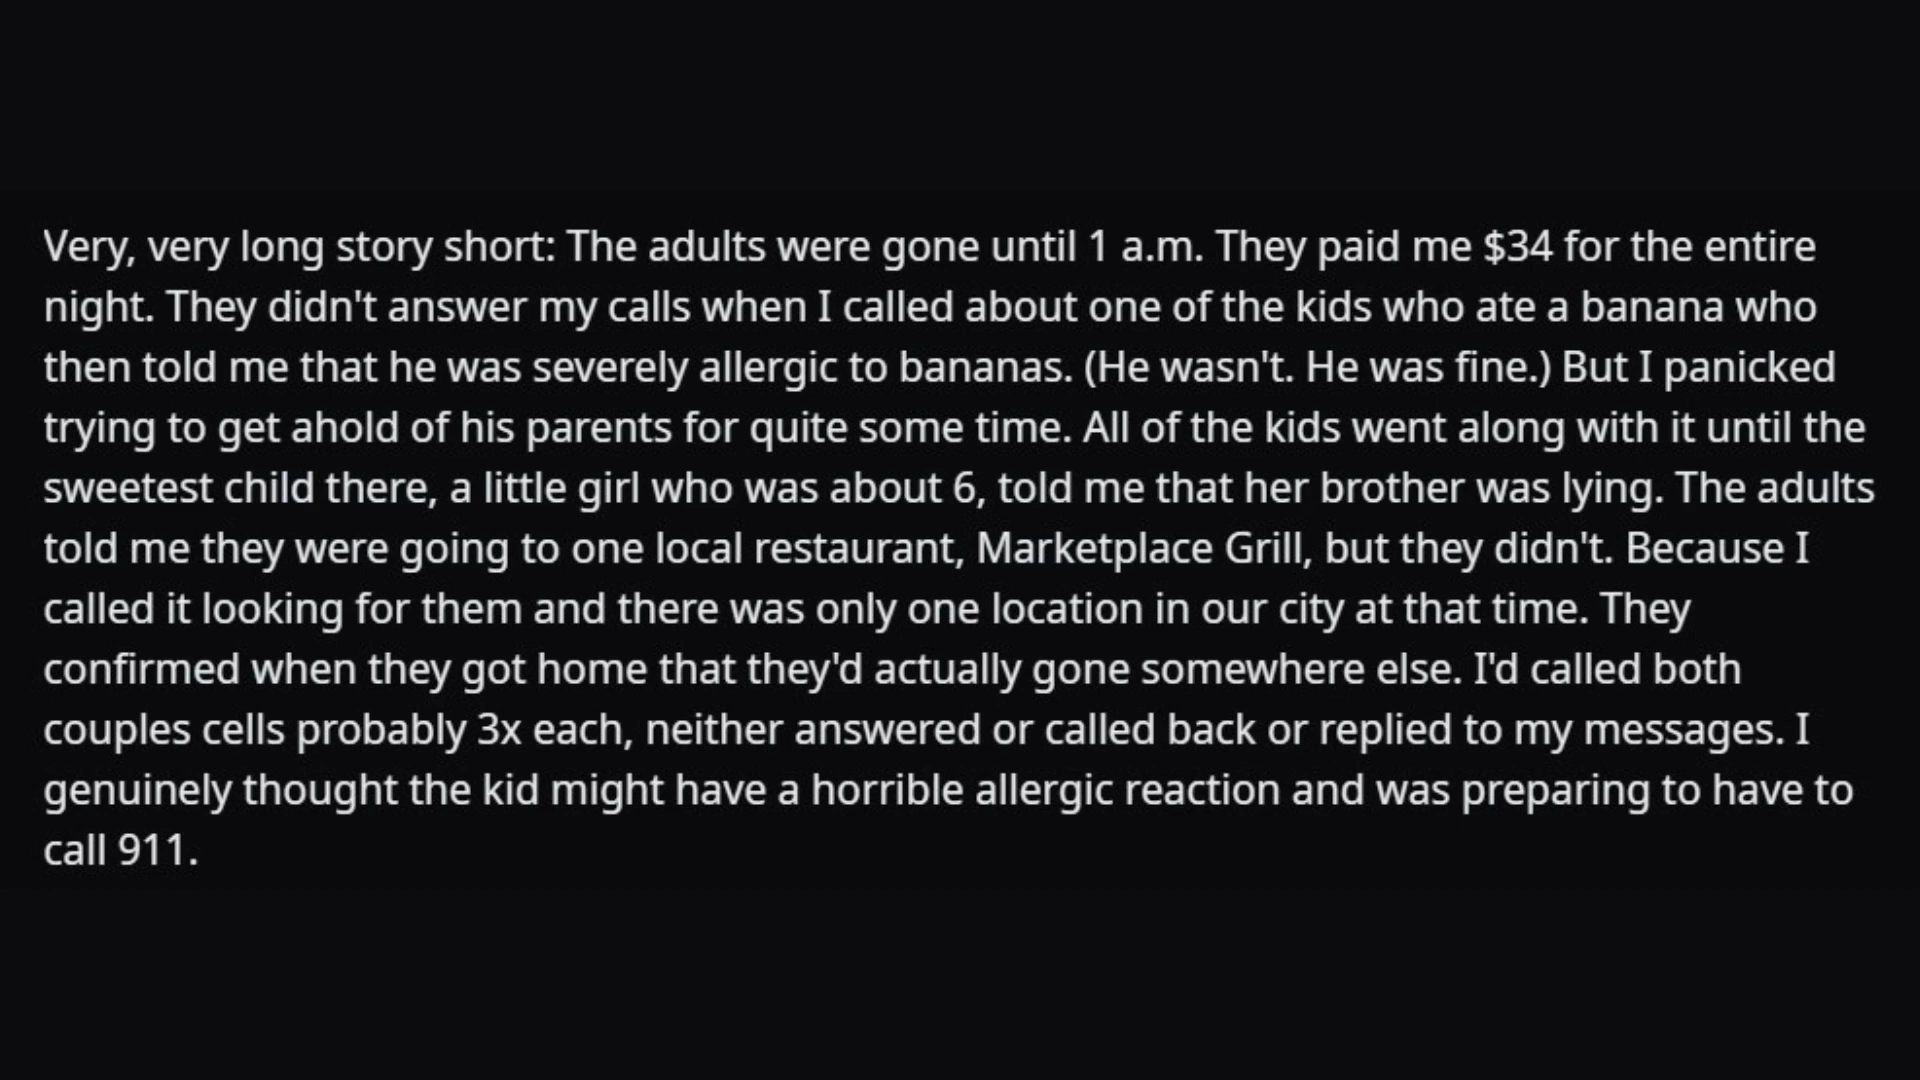 Very, very long story short: The adults were gone until 1 a.m. They paid me $34 for the entire
night. They didn't answer my calls when I called about one of the kids who ate a banana who
then told me that he was severely allergic to bananas. (He wasn't. He was fine.) But I panicked
trying to get ahold of his parents for quite some time. All of the kids went along with it until the
sweetest child there, a little girl who was about 6, told me that her brother was lying. The adults
told me they were going to one local restaurant, Marketplace Grill, but they didn't. Because I
called it looking for them and there was only one location in our city at that time. They
confirmed when they got home that they'd actually gone somewhere else. I'd called both
couples cells probably 3x each, neither answered or called back or replied to my messages. I
genuinely thought the kid might have a horrible allergic reaction and was preparing to have to
call 911.